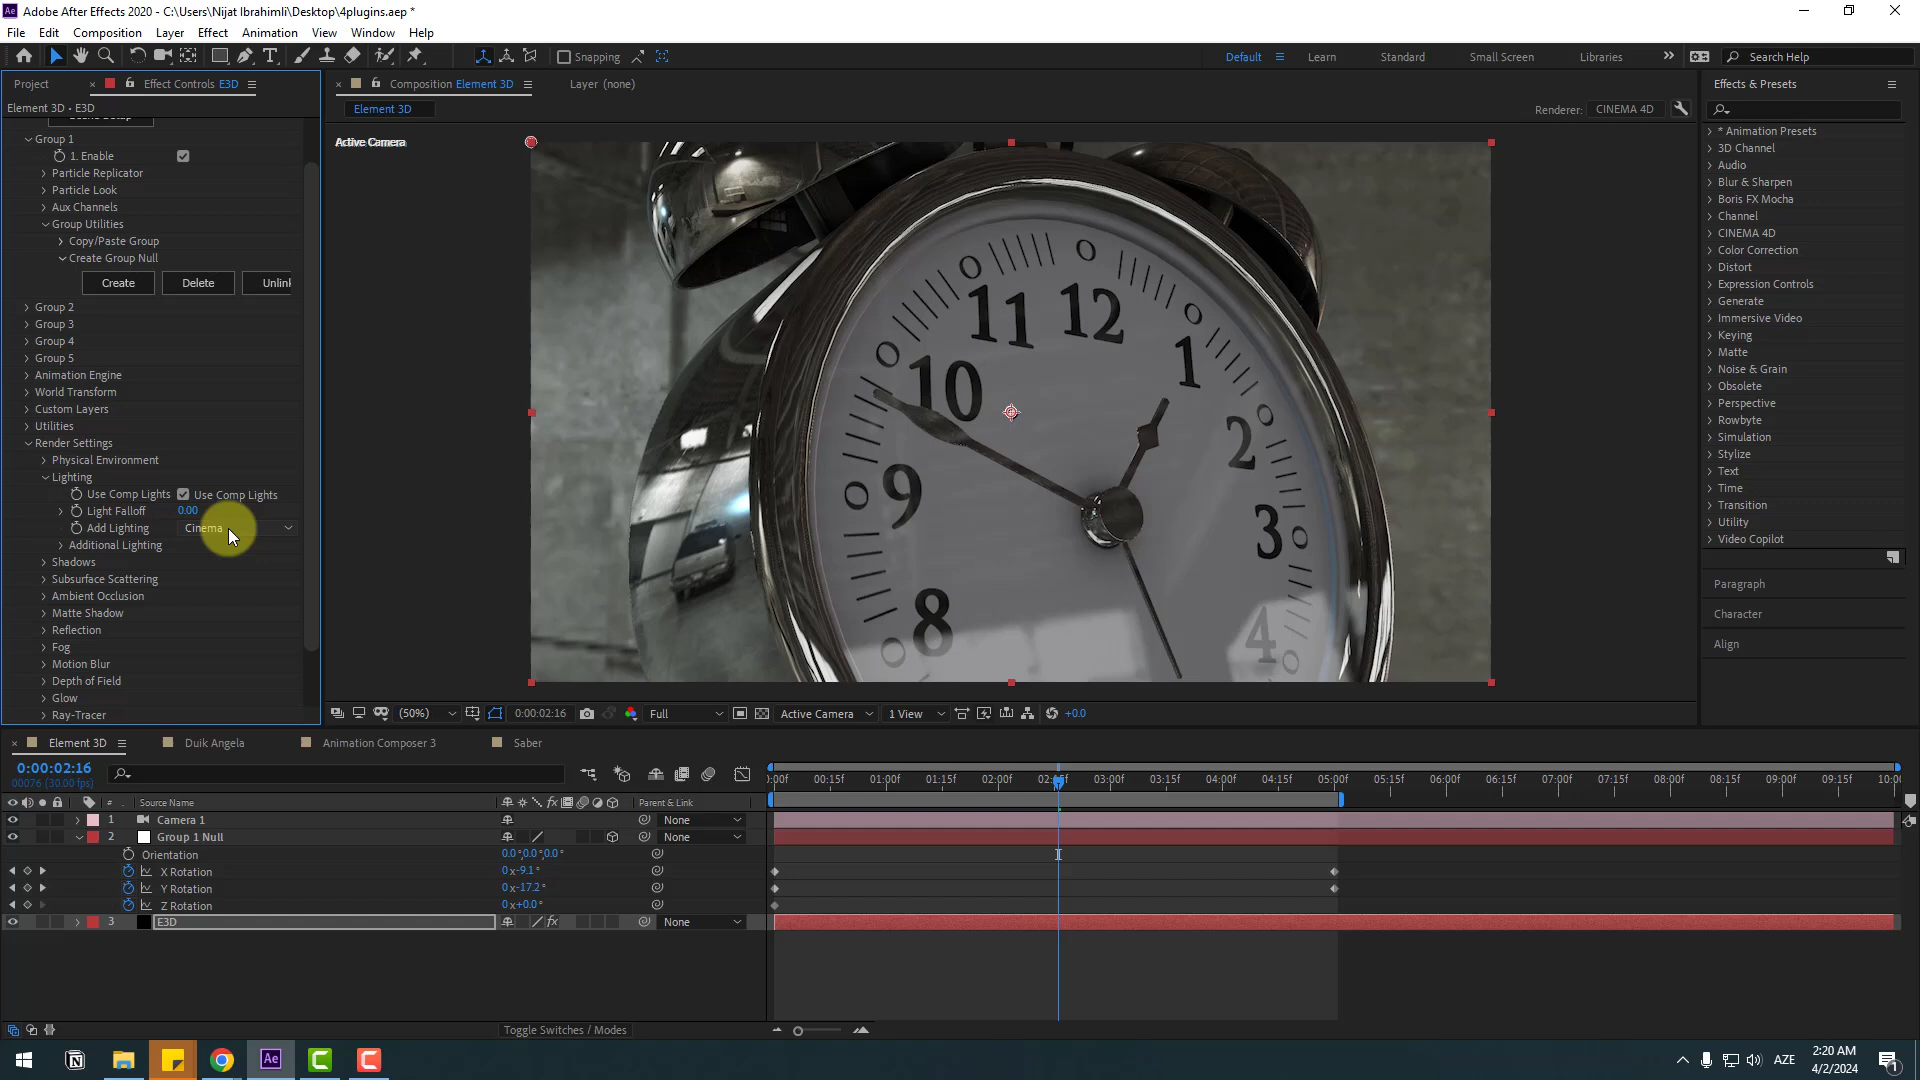 Adobe After Effects 2020 - C:\Users\Nijat Ibrahimli\Desktop\4plugins.aep *
File Edit Composition Layer Effect Animation View Window Help
Snapping
Default Learn Standard Small Screen Libraries Search Help
Project Effect Controls E3D
Element 3D • E3D
Group 1
1. Enable
Particle Replicator
Particle Look
Aux Channels
Group Utilities
Copy/Paste Group
Create Group Null
Create Delete Unlink
Group 2
Group 3
Group 4
Group 5
Animation Engine
World Transform
Custom Layers
Utilities
Render Settings
Physical Environment
Lighting
Use Comp Lights Use Comp Lights
Light Falloff 0.00
Add Lighting Cinema
Additional Lighting
Shadows
Subsurface Scattering
Ambient Occlusion
Matte Shadow
Reflection
Fog
Motion Blur
Depth of Field
Glow
Ray-Tracer
Composition Element 3D Layer (none)
Element 3D
Renderer: CINEMA 4D
Active Camera
11 12 1
10 2
9 3
8 4
(50%) 0:00:02:16 Full Active Camera 1 View +0.0
Effects & Presets
* Animation Presets
3D Channel
Audio
Blur & Sharpen
Boris FX Mocha
Channel
CINEMA 4D
Color Correction
Distort
Expression Controls
Generate
Immersive Video
Keying
Matte
Noise & Grain
Obsolete
Perspective
Rowbyte
Simulation
Stylize
Text
Time
Transition
Utility
Video Copilot
Paragraph
Character
Align
Element 3D Duik Angela Animation Composer 3 Saber
0:00:02:16
00076 (30.00 fps)
# Source Name Parent & Link
1 Camera 1 None
2 Group 1 Null None
Orientation 0.0°,0.0°,0.0°
X Rotation 0x-9.1°
Y Rotation 0x-17.2°
Z Rotation 0x+0.0°
3 E3D None
00:15f 01:00f 01:15f 02:00f 03:00f 03:15f 04:00f 04:15f 05:00f 05:15f 06:00f 06:15f 07:00f 07:15f 08:00f 08:15f 09:00f 09:15f
Toggle Switches / Modes
AZE 2:20 AM
4/2/2024
1